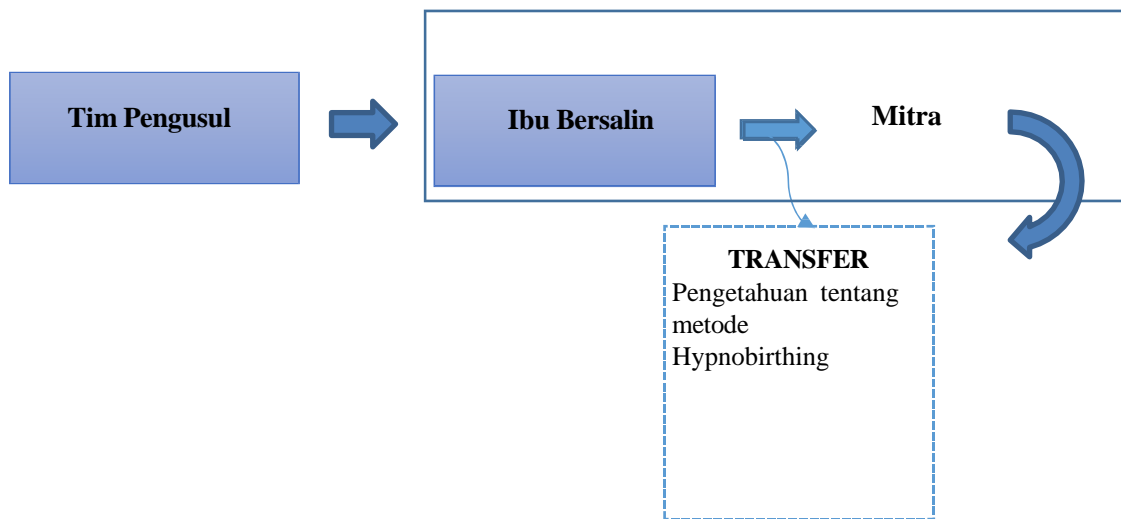 Tim Pengusul
Ibu Bersalin
Mitra
TRANSFER
Pengetahuan tentang
metode
Hypnobirthing